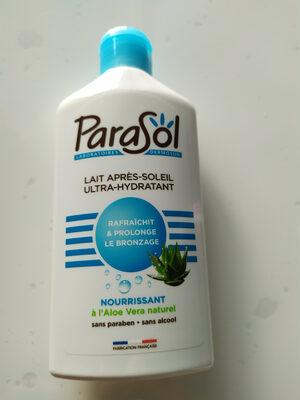 ParaSol
LABORATOIRES DERMOSUN
LAIT APRÈS-SOLEIL
ULTRA-HYDRATANT
RAFRAÎCHIT
& PROLONGE
LE BRONZAGE
NOURRISSANT
à l'Aloe Vera naturel
sans paraben • sans alcool
FABRICATION FRANÇAISE